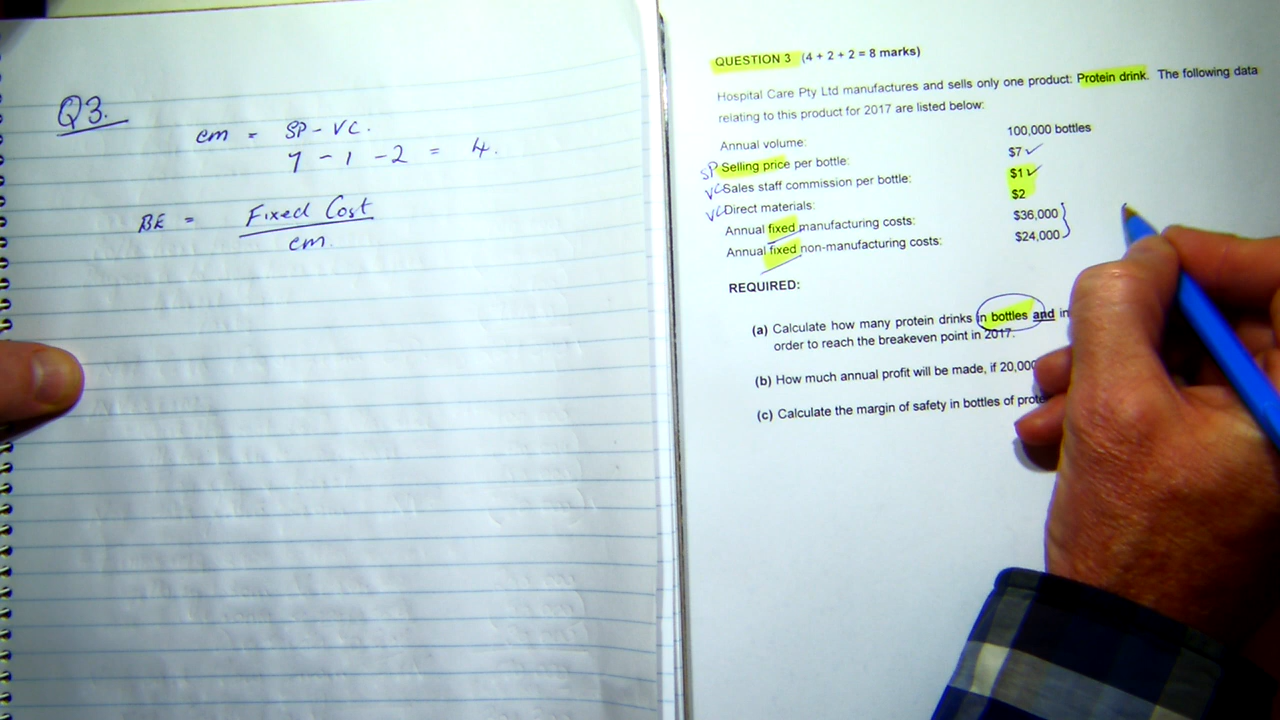 Q3.
cm = SP - VC.
7 - 1 - 2 = 4.
BE = Fixed Cost
cm.
QUESTION 3 (4 + 2 + 2 = 8 marks)
Hospital Care Pty Ltd manufactures and sells only one product: Protein drink. The following data
relating to this product for 2017 are listed below:
Annual volume: 100,000 bottles
SP Selling price per bottle: $7 ✓
VC Sales staff commission per bottle: $1 ✓
VC Direct materials: $2
Annual fixed manufacturing costs: $36,000
Annual fixed non-manufacturing costs: $24,000
REQUIRED:
(a) Calculate how many protein drinks in bottles and in
order to reach the breakeven point in 2017.
(b) How much annual profit will be made, if 20,000
(c) Calculate the margin of safety in bottles of